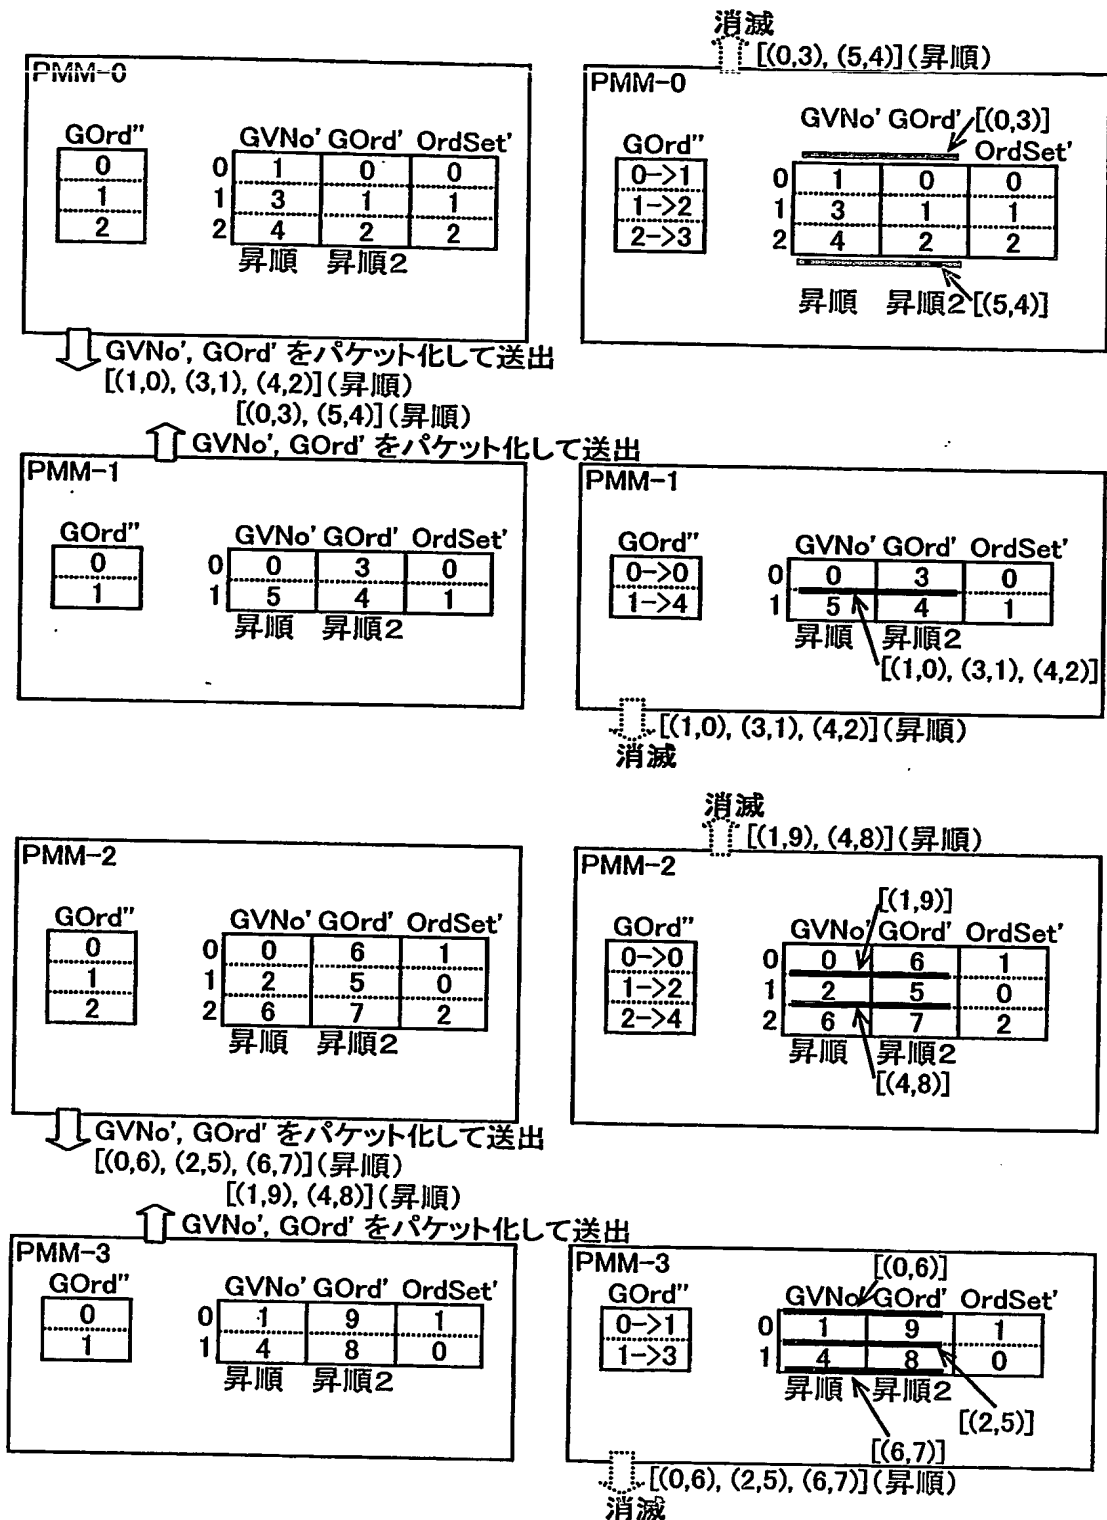 PMM-0
GOrd"
GVNo' GOrd' OrdSet'
0
0 1 0 0
1
1 3 1 1
2
2 4 2 2
昇順 昇順2
GVNo', GOrd' をパケット化して送出
[(1,0), (3,1), (4,2)](昇順)
消滅
[(0,3), (5,4)](昇順)
PMM-0
GVNo' GOrd' [(0,3)]
GOrd"
OrdSet'
0->1
0 1 0 0
1->2
1 3 1 1
2->3
2 4 2 2
昇順 昇順2 [(5,4)]
[(0,3), (5,4)](昇順)
GVNo', GOrd' をパケット化して送出
PMM-1
GOrd"
GVNo' GOrd' OrdSet'
0
0 0 3 0
1
1 5 4 1
昇順 昇順2
PMM-1
GOrd"
GVNo' GOrd' OrdSet'
0->0
0 0 3 0
1->4
1 5 4 1
昇順 昇順2
[(1,0), (3,1), (4,2)]
[(1,0), (3,1), (4,2)](昇順)
消滅
PMM-2
GOrd"
GVNo' GOrd' OrdSet'
0
0 0 6 1
1
1 2 5 0
2
2 6 7 2
昇順 昇順2
GVNo', GOrd' をパケット化して送出
[(0,6), (2,5), (6,7)](昇順)
消滅
[(1,9), (4,8)](昇順)
PMM-2
[(1,9)]
GOrd"
GVNo' GOrd' OrdSet'
0->0
0 0 6 1
1->2
1 2 5 0
2->4
2 6 7 2
昇順 昇順2
[(4,8)]
[(1,9), (4,8)](昇順)
GVNo', GOrd' をパケット化して送出
PMM-3
GOrd"
GVNo' GOrd' OrdSet'
0
0 1 9 1
1
1 4 8 0
昇順 昇順2
PMM-3
[(0,6)]
GOrd"
GVNo' GOrd' OrdSet'
0->1
0 1 9 1
1->3
1 4 8 0
昇順 昇順2
[(2,5)]
[(6,7)]
[(0,6), (2,5), (6,7)](昇順)
消滅